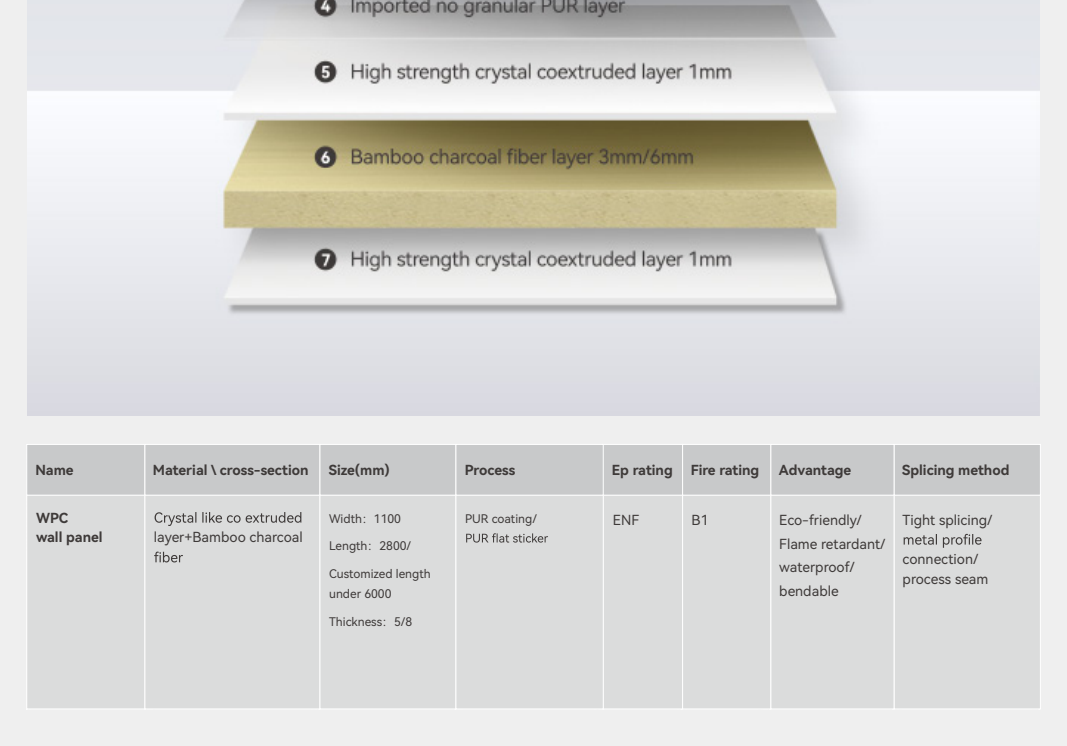 4 Imported no granular PUR layer
5 High strength crystal coextruded layer 1mm
6 Bamboo charcoal fiber layer 3mm/6mm
7 High strength crystal coextruded layer 1mm
Name Material \ cross-section Size(mm) Process Ep rating Fire rating Advantage Splicing method
WPC
wall panel
Crystal like co extruded
layer+Bamboo charcoal
fiber
Width: 1100
Length: 2800/
Customized length
under 6000
Thickness: 5/8
PUR coating/
PUR flat sticker
ENF
B1
Eco-friendly/
Flame retardant/
waterproof/
bendable
Tight splicing/
metal profile
connection/
process seam